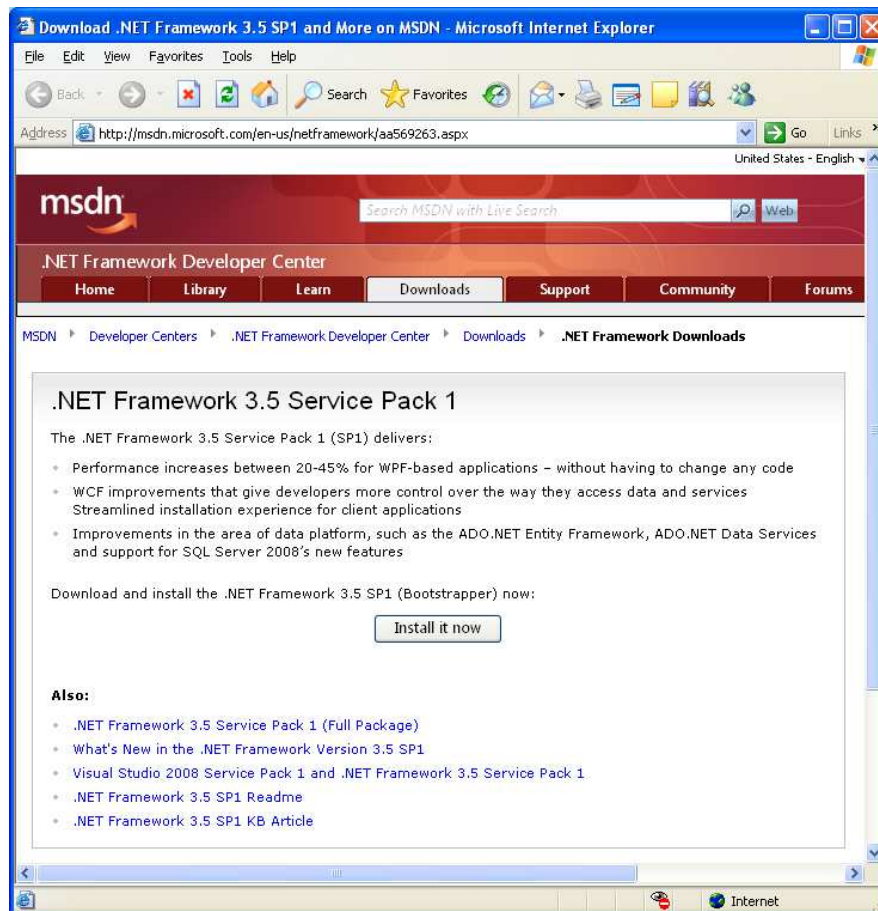 Download .NET Framework 3.5 SP1 and More on MSDN - Microsoft Internet Explorer
File Edit View Favorites Tools Help
Back Search Favorites
Address http://msdn.microsoft.com/en-us/netframework/aa569263.aspx Go Links
United States - English
msdn Search MSDN with Live Search Web
.NET Framework Developer Center
Home Library Learn Downloads Support Community Forums
MSDN Developer Centers .NET Framework Developer Center Downloads .NET Framework Downloads
.NET Framework 3.5 Service Pack 1
The .NET Framework 3.5 Service Pack 1 (SP1) delivers:
Performance increases between 20-45% for WPF-based applications – without having to change any code
WCF improvements that give developers more control over the way they access data and services
Streamlined installation experience for client applications
Improvements in the area of data platform, such as the ADO.NET Entity Framework, ADO.NET Data Services
and support for SQL Server 2008's new features
Download and install the .NET Framework 3.5 SP1 (Bootstrapper) now:
Install it now
Also:
.NET Framework 3.5 Service Pack 1 (Full Package)
What's New in the .NET Framework Version 3.5 SP1
Visual Studio 2008 Service Pack 1 and .NET Framework 3.5 Service Pack 1
.NET Framework 3.5 SP1 Readme
.NET Framework 3.5 SP1 KB Article
Internet